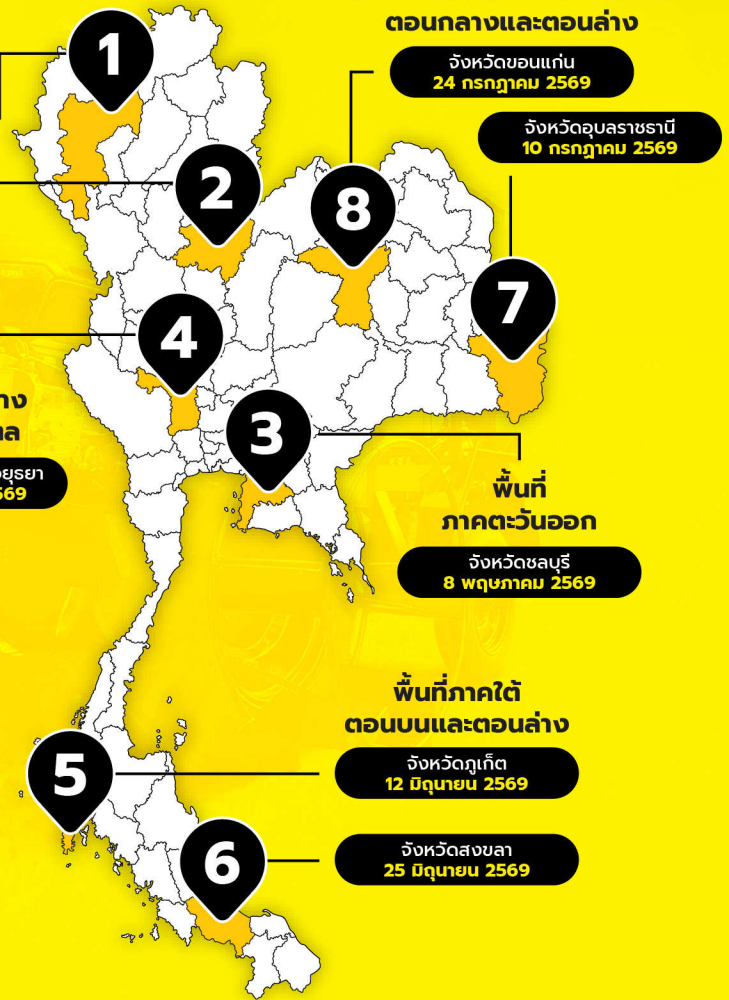 1
ตอนกลางและตอนล่าง
จังหวัดขอนแก่น
24 กรกฎาคม 2569
จังหวัดอุบลราชธานี
10 กรกฎาคม 2569
2
8
7
4
3
พื้นที่
ภาคตะวันออก
จังหวัดชลบุรี
8 พฤษภาคม 2569
พื้นที่ภาคใต้
ตอนบนและตอนล่าง
5
จังหวัดภูเก็ต
12 มิถุนายน 2569
6
จังหวัดสงขลา
25 มิถุนายน 2569